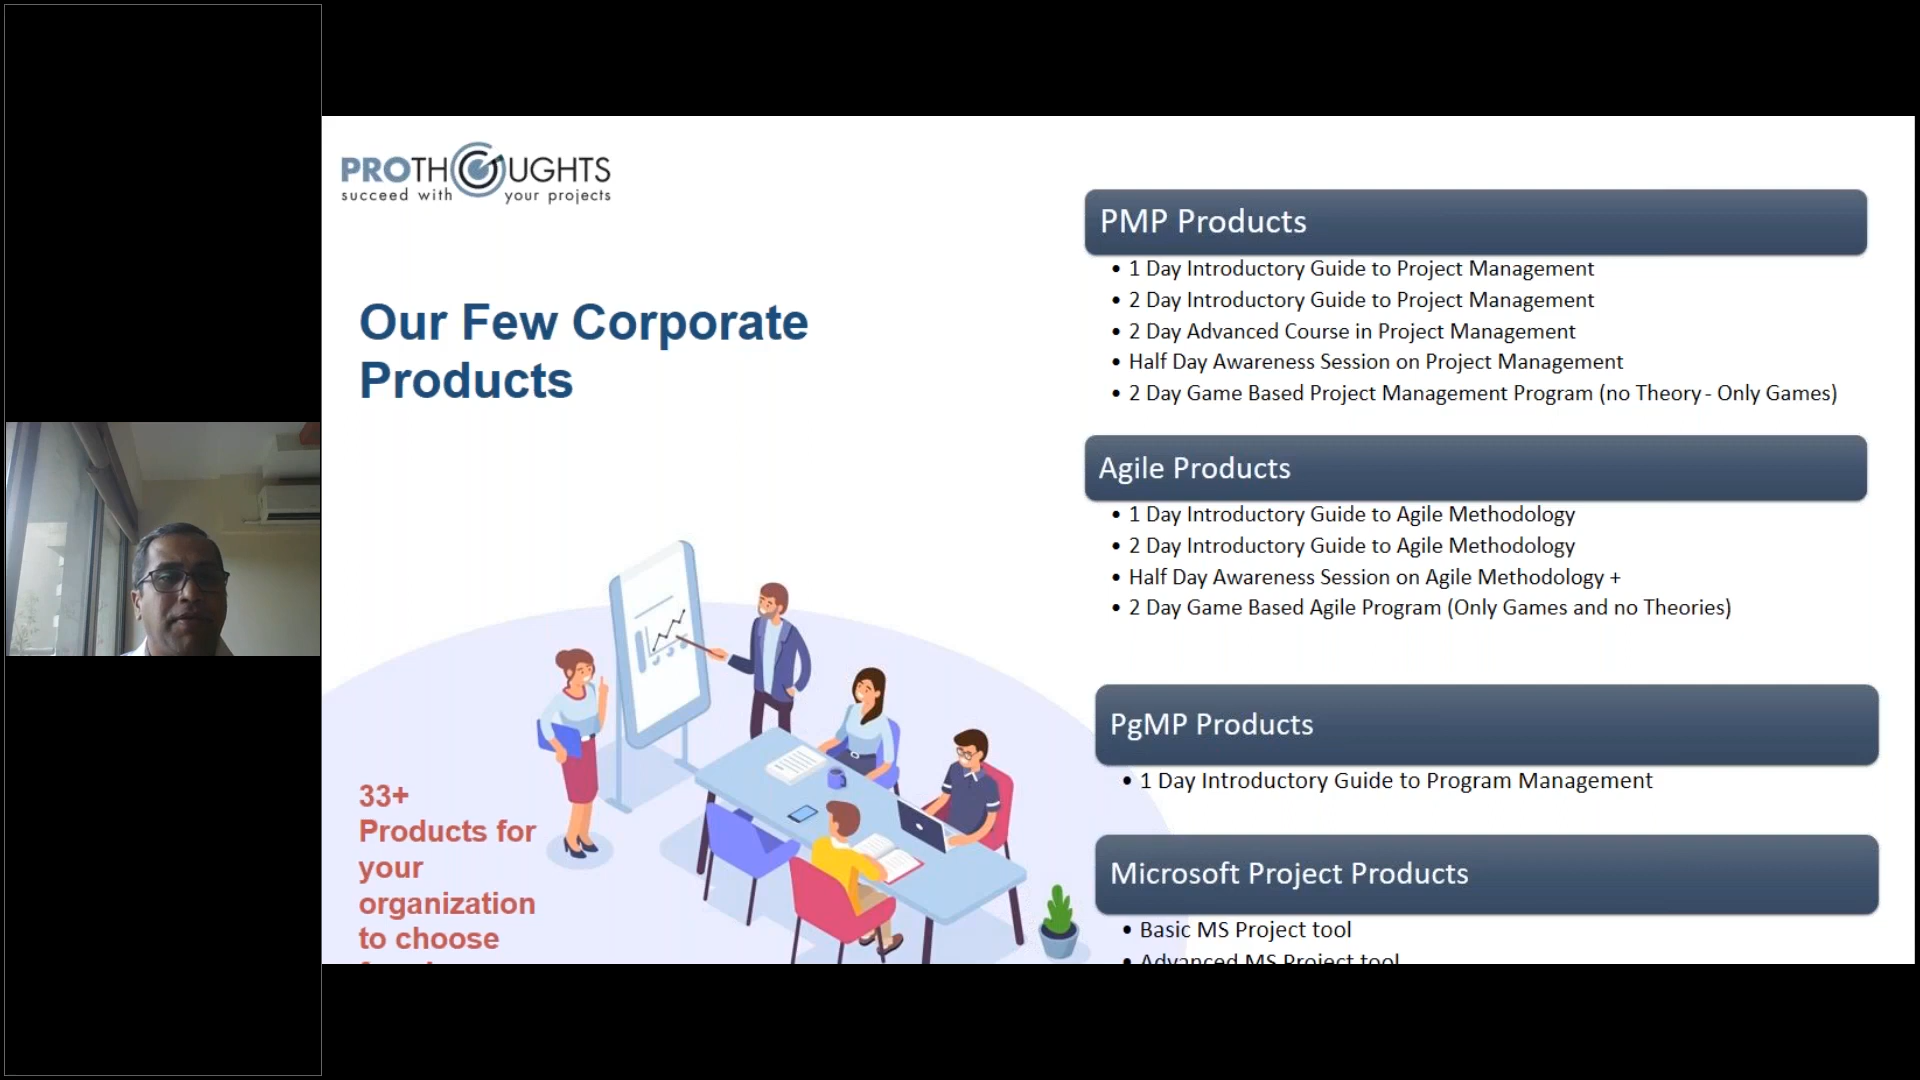 PROTHOUGHTS
succeed with your projects
Our Few Corporate
Products
33+
Products for
your
organization
to choose
PMP Products
• 1 Day Introductory Guide to Project Management
• 2 Day Introductory Guide to Project Management
• 2 Day Advanced Course in Project Management
• Half Day Awareness Session on Project Management
• 2 Day Game Based Project Management Program (no Theory - Only Games)
Agile Products
• 1 Day Introductory Guide to Agile Methodology
• 2 Day Introductory Guide to Agile Methodology
• Half Day Awareness Session on Agile Methodology +
• 2 Day Game Based Agile Program (Only Games and no Theories)
PgMP Products
• 1 Day Introductory Guide to Program Management
Microsoft Project Products
• Basic MS Project tool
• Advanced MS Project tool